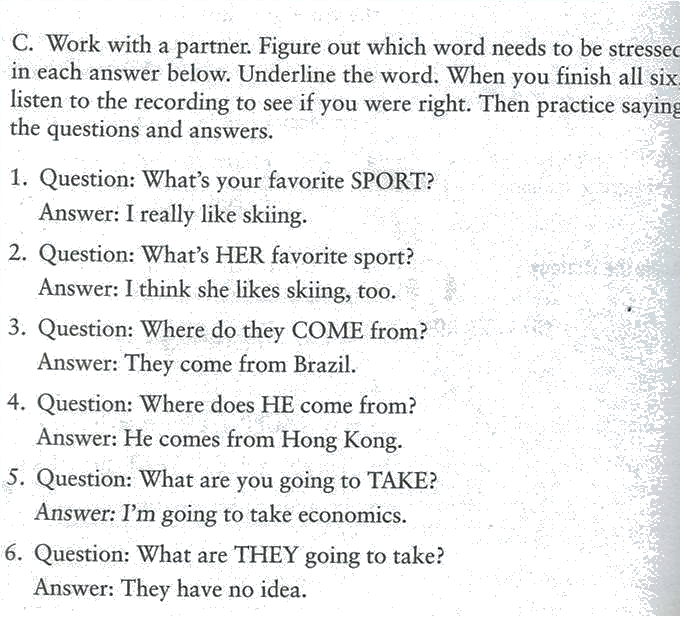 C. Work with a partner. Figure out which word needs to be stressed
in each answer below. Underline the word. When you finish all six,
listen to the recording to see if you were right. Then practice saying
the questions and answers.
1. Question: What's your favorite SPORT?
Answer: I really like skiing.
2. Question: What's HER favorite sport?
Answer: I think she likes skiing, too.
3. Question: Where do they COME from?
Answer: They come from Brazil.
4. Question: Where does HE come from?
Answer: He comes from Hong Kong.
5. Question: What are you going to TAKE?
Answer: I'm going to take economics.
6. Question: What are THEY going to take?
Answer: They have no idea.